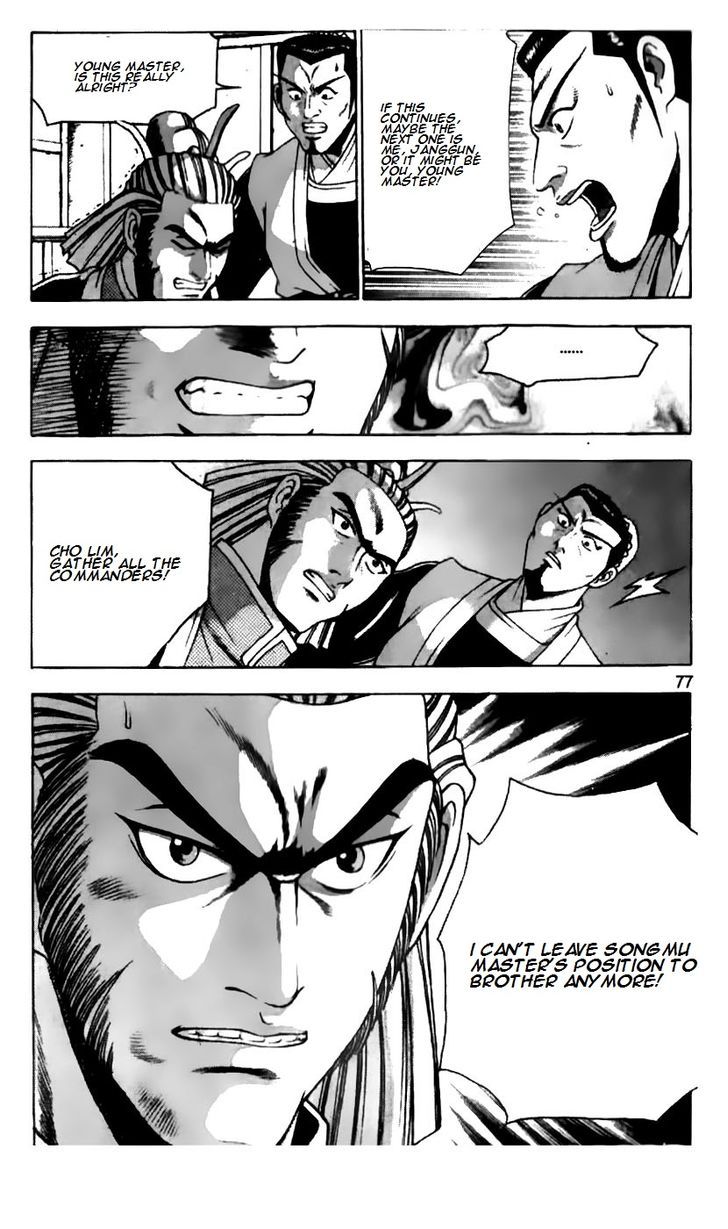 YOUNG MASTER,
IS THIS REALLY
ALRIGHT?
IF THIS
CONTINUES,
MAYBE THE
NEXT ONE IS
ME, JANGGUN,
OR IT MIGHT BE
YOU, YOUNG
MASTER!
......
CHO LIM,
GATHER ALL THE
COMMANDERS!
77
I CAN'T LEAVE SONGMU
MASTER'S POSITION TO
BROTHER ANYMORE!